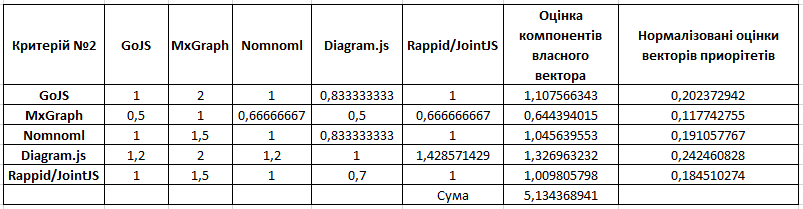 Критерій №2 GoJS MxGraph Nomnoml Diagram.js Rappid/JointJS Оцінка компонентів власного вектора Нормалізовані оцінки векторів приорітетів
GoJS 1 2 1 0,833333333 1 1,107566343 0,202372942
MxGraph 0,5 1 0,66666667 0,5 0,666666667 0,644394015 0,117742755
Nomnoml 1 1,5 1 0,833333333 1 1,045639553 0,191057767
Diagram.js 1,2 2 1,2 1 1,428571429 1,326963232 0,242460828
Rappid/JointJS 1 1,5 1 0,7 1 1,009805798 0,184510274
Сума 5,134368941